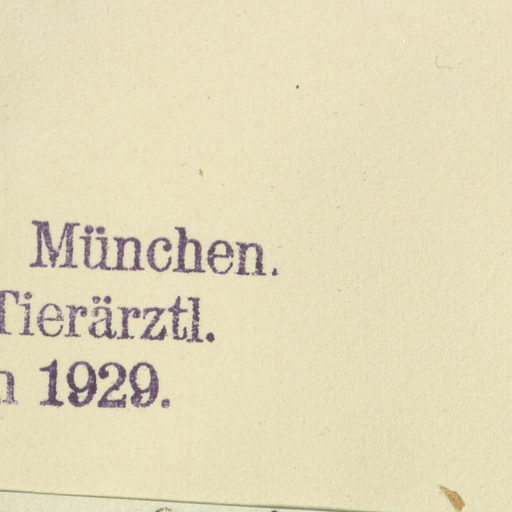 München.
Tierärztl.
n 1929.